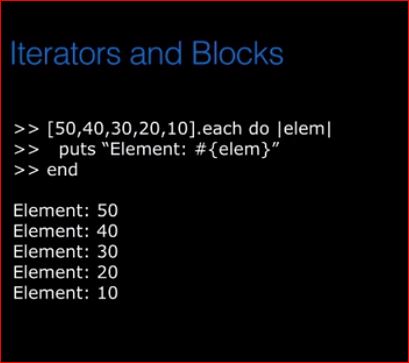 Iterators and Blocks
>> [50,40,30,20,10].each do |elem|
>>   puts “Element: #{elem}”
>> end
Element: 50
Element: 40
Element: 30
Element: 20
Element: 10